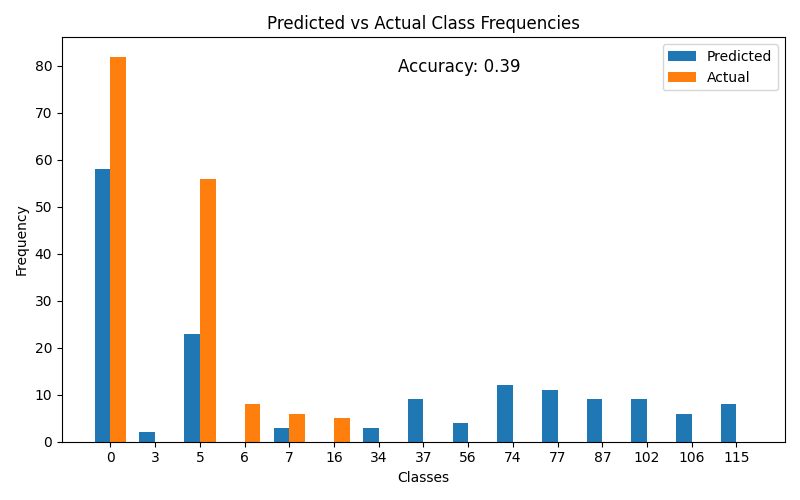 Predicted vs Actual Class Frequencies
Accuracy: 0.39
Predicted
Actual
Frequency
80
70
60
50
40
30
20
10
0
0 3 5 6 7 16 34 37 56 74 77 87 102 106 115
Classes